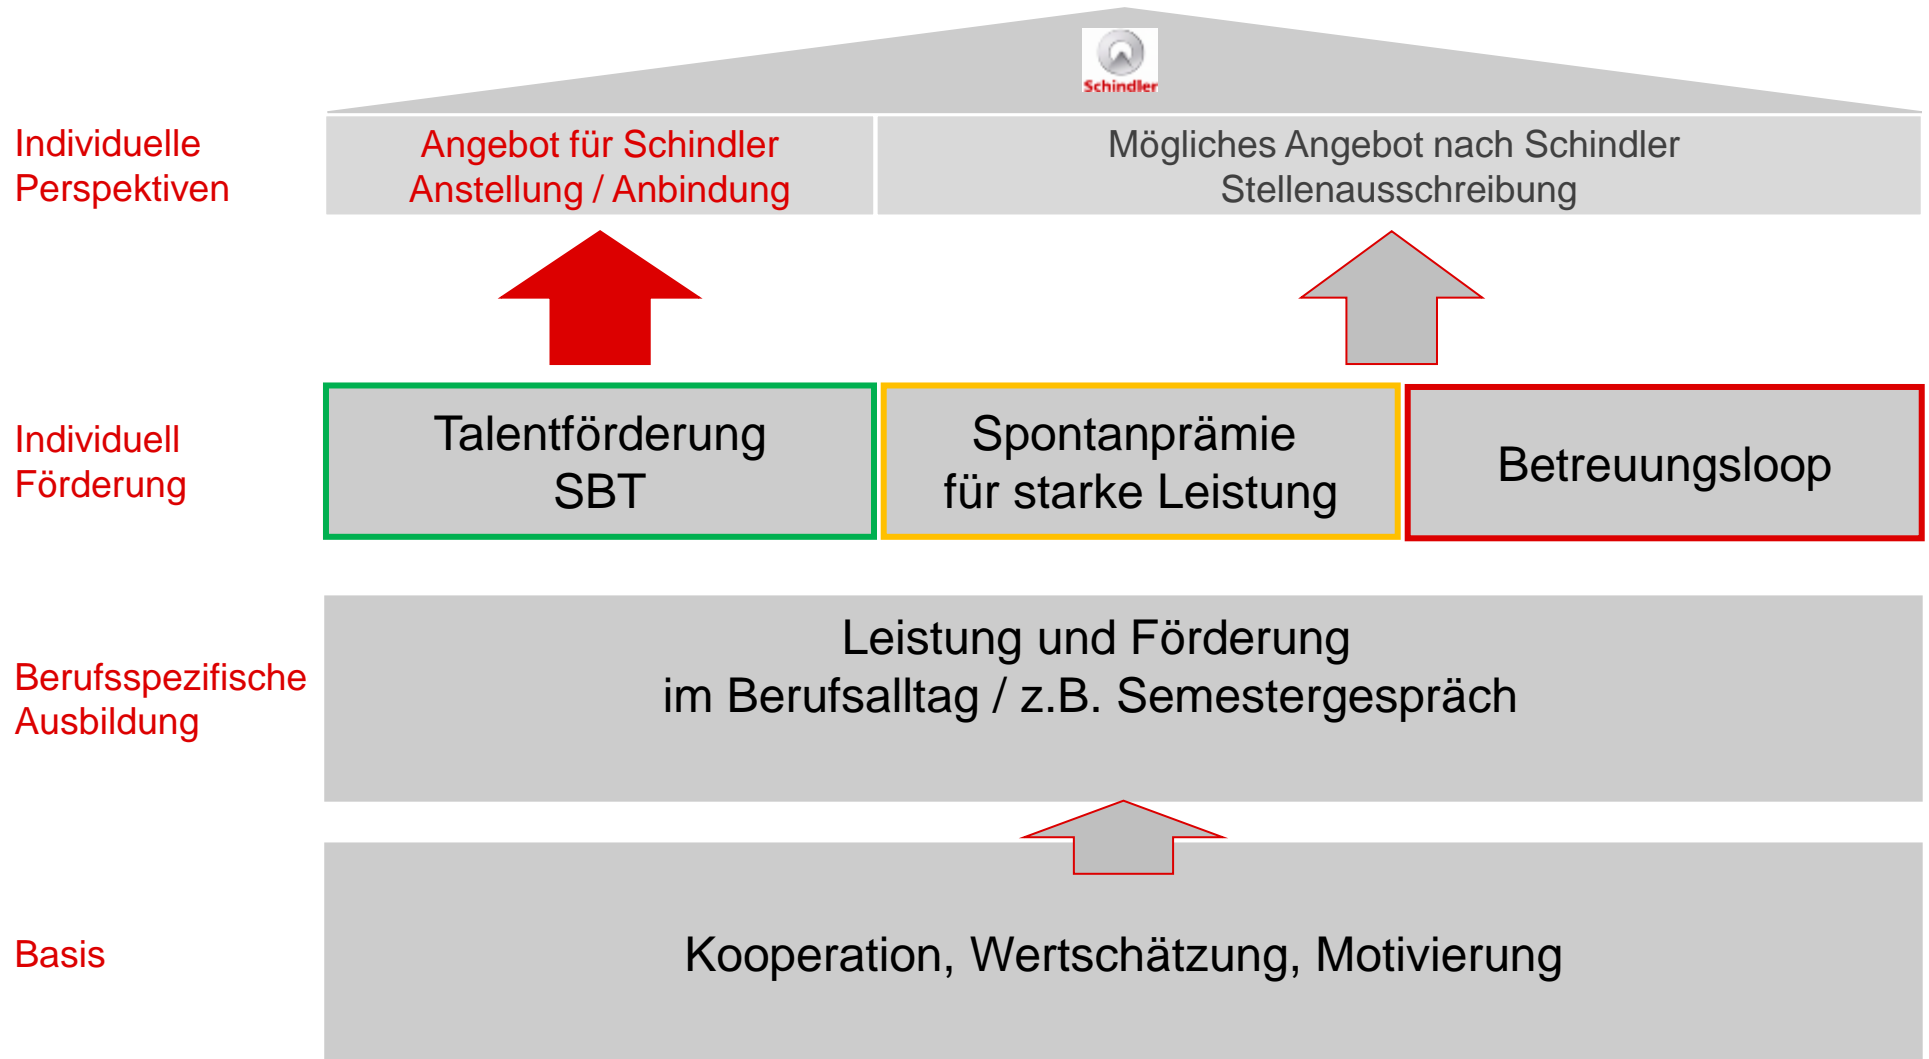 Schindler
Individuelle
Perspektiven
Angebot für Schindler
Anstellung / Anbindung
Mögliches Angebot nach Schindler
Stellenausschreibung
Individuell
Förderung
Talentförderung
SBT
Spontanprämie
für starke Leistung
Betreuungsloop
Berufsspezifische
Ausbildung
Leistung und Förderung
im Berufsalltag / z.B. Semestergespräch
Basis
Kooperation, Wertschätzung, Motivierung